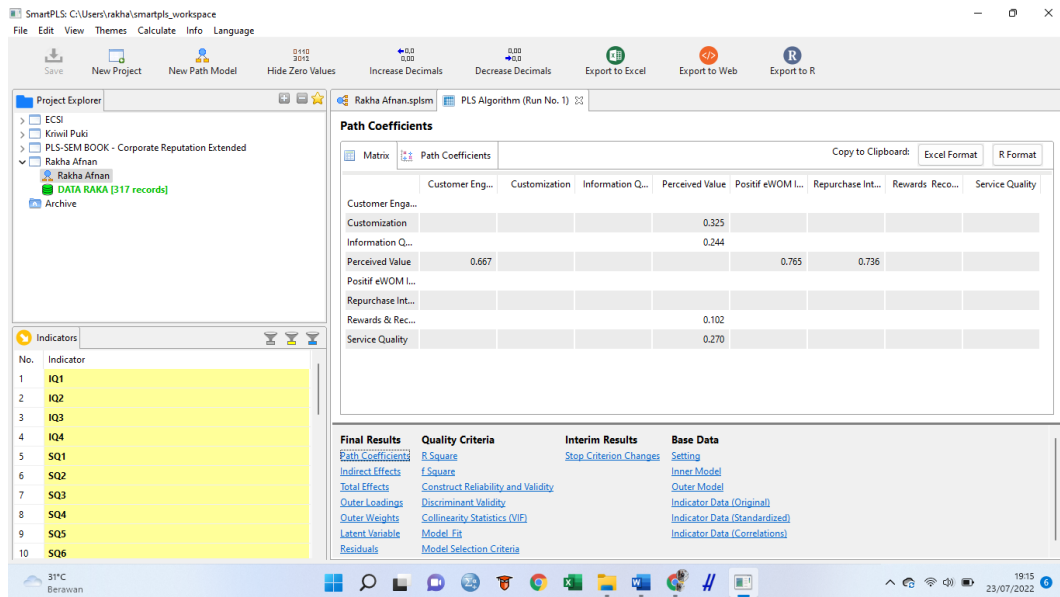 SmartPLS: C:\Users\rakha\smartpls_workspace
File Edit View Themes Calculate Info Language
Save New Project New Path Model Hide Zero Values Increase Decimals Decrease Decimals Export to Excel Export to Web Export to R
Project Explorer
ECSI
Kriwil Puki
PLS-SEM BOOK - Corporate Reputation Extended
Rakha Afnan
Rakha Afnan
DATA RAKA [317 records]
Archive
Indicators
No. Indicator
1 IQ1
2 IQ2
3 IQ3
4 IQ4
5 SQ1
6 SQ2
7 SQ3
8 SQ4
9 SQ5
10 SQ6
Rakha Afnan.splsm PLS Algorithm (Run No. 1)
Path Coefficients
Matrix Path Coefficients Copy to Clipboard: Excel Format R Format
Customer Eng... Customization Information Q... Perceived Value Positif eWOM I... Repurchase Int... Rewards Reco... Service Quality
Customer Enga...
Customization 0.325
Information Q... 0.244
Perceived Value 0.667 0.765 0.736
Positif eWOM I...
Repurchase Int...
Rewards & Rec... 0.102
Service Quality 0.270
Final Results Quality Criteria Interim Results Base Data
Path Coefficients R Square Stop Criterion Changes Setting
Indirect Effects f Square Inner Model
Total Effects Construct Reliability and Validity Outer Model
Outer Loadings Discriminant Validity Indicator Data (Original)
Outer Weights Collinearity Statistics (VIF) Indicator Data (Standardized)
Latent Variable Model_Fit Indicator Data (Correlations)
Residuals Model Selection Criteria
31°C
Berawan
19:15
23/07/2022
6